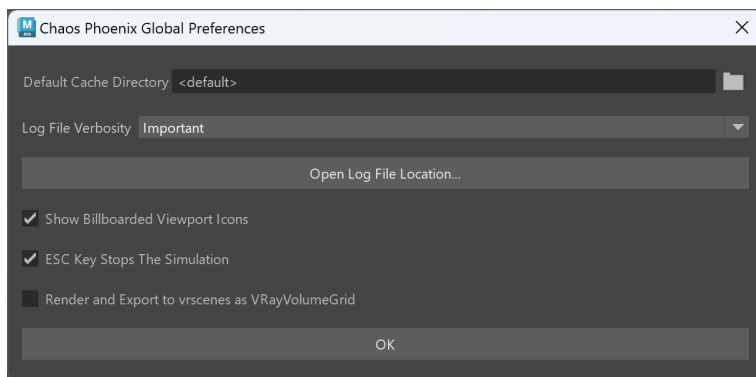 Chaos Phoenix Global Preferences
Default Cache Directory <default>
Log File Verbosity Important
Open Log File Location...
Show Billboarded Viewport Icons
ESC Key Stops The Simulation
Render and Export to vrscenes as VRayVolumeGrid
OK